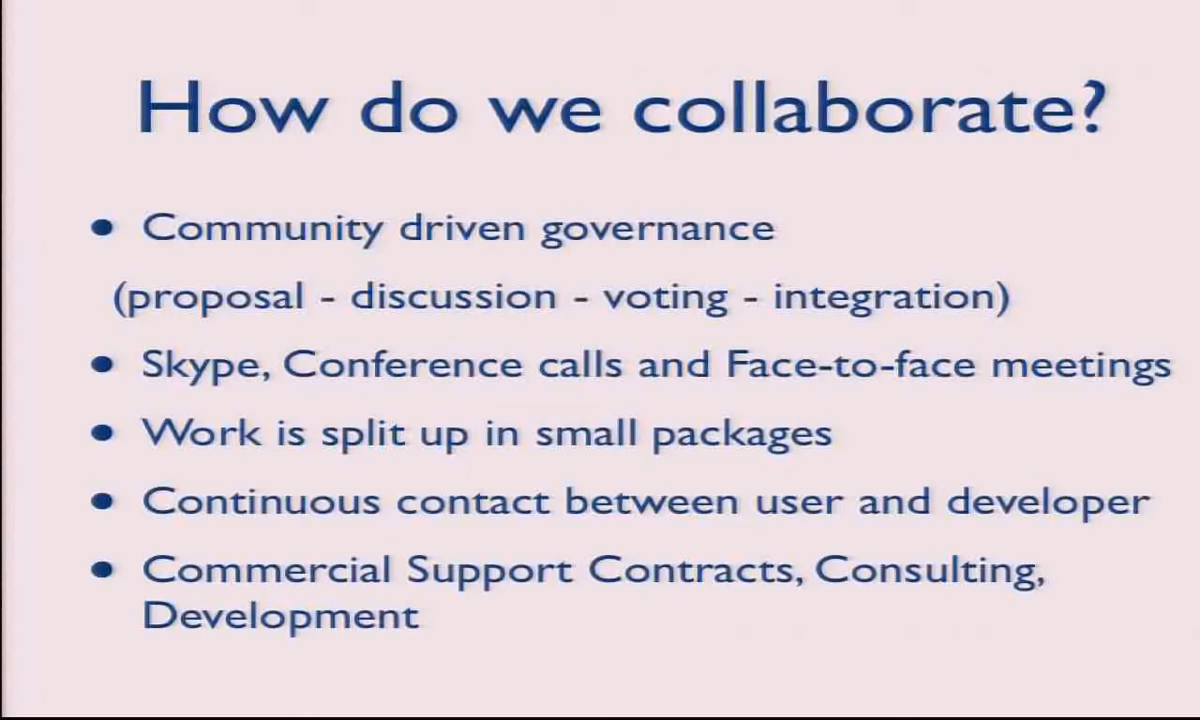 How do we collaborate?
• Community driven governance
(proposal - discussion - voting - integration)
• Skype, Conference calls and Face-to-face meetings
• Work is split up in small packages
• Continuous contact between user and developer
• Commercial Support Contracts, Consulting,
Development